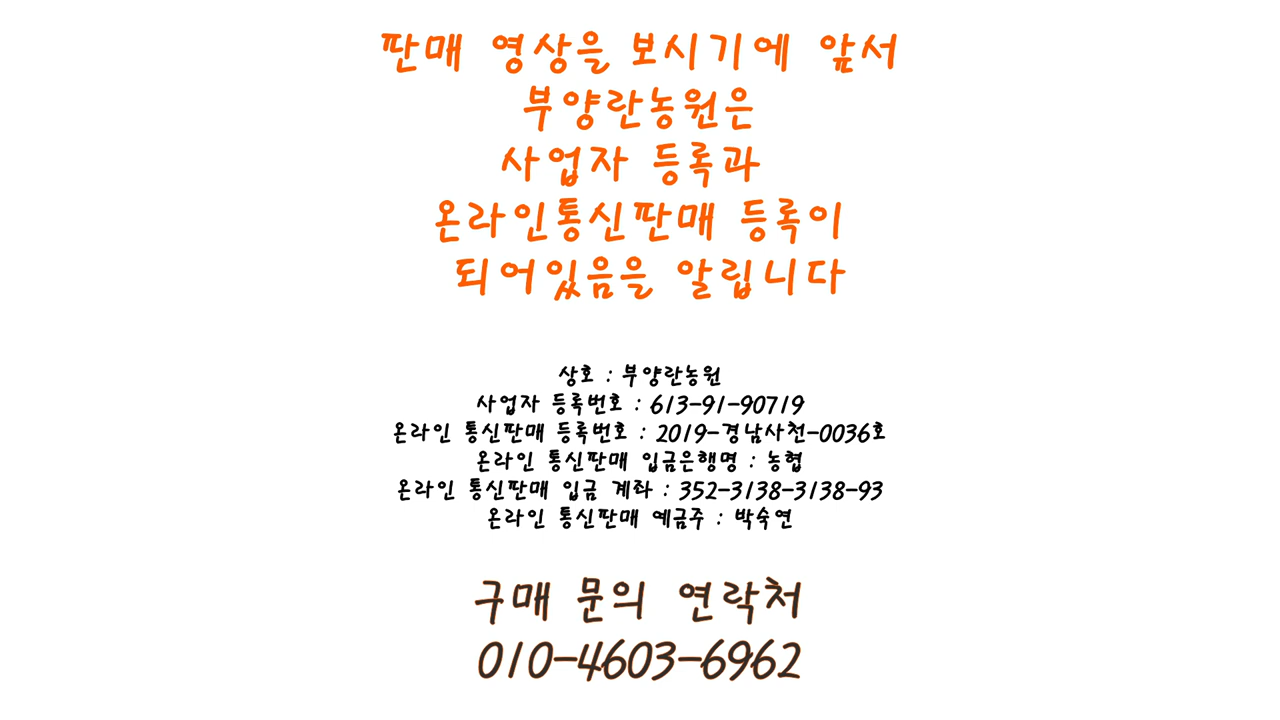 판매 영상을 보시기에 앞서
부양란농원은
사업자 등록과
온라인통신판매 등록이
되어있음을 알립니다
상호 : 부양란농원
사업자 등록번호 : 613-91-90719
온라인 통신판매 등록번호 : 2019-경남사천-0036호
온라인 통신판매 입금은행명 : 농협
온라인 통신판매 입금 계좌 : 352-3138-3138-93
온라인 통신판매 예금주 : 박숙연
구매 문의 연락처
010-4603-6962